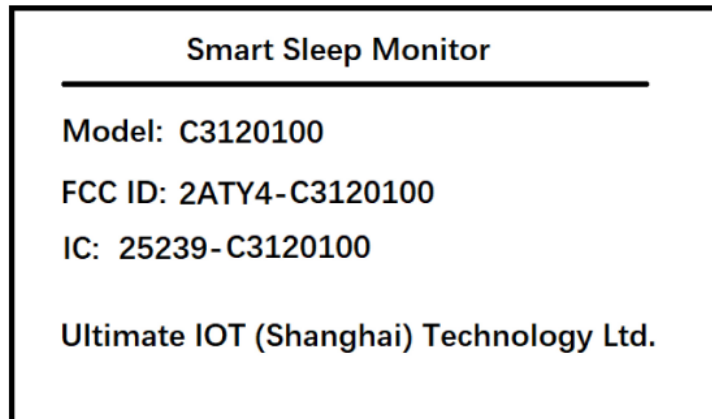 Smart Sleep Monitor
Model: C3120100
FCC ID: 2ATY4-C3120100
IC: 25239-C3120100
Ultimate IOT (Shanghai) Technology Ltd.